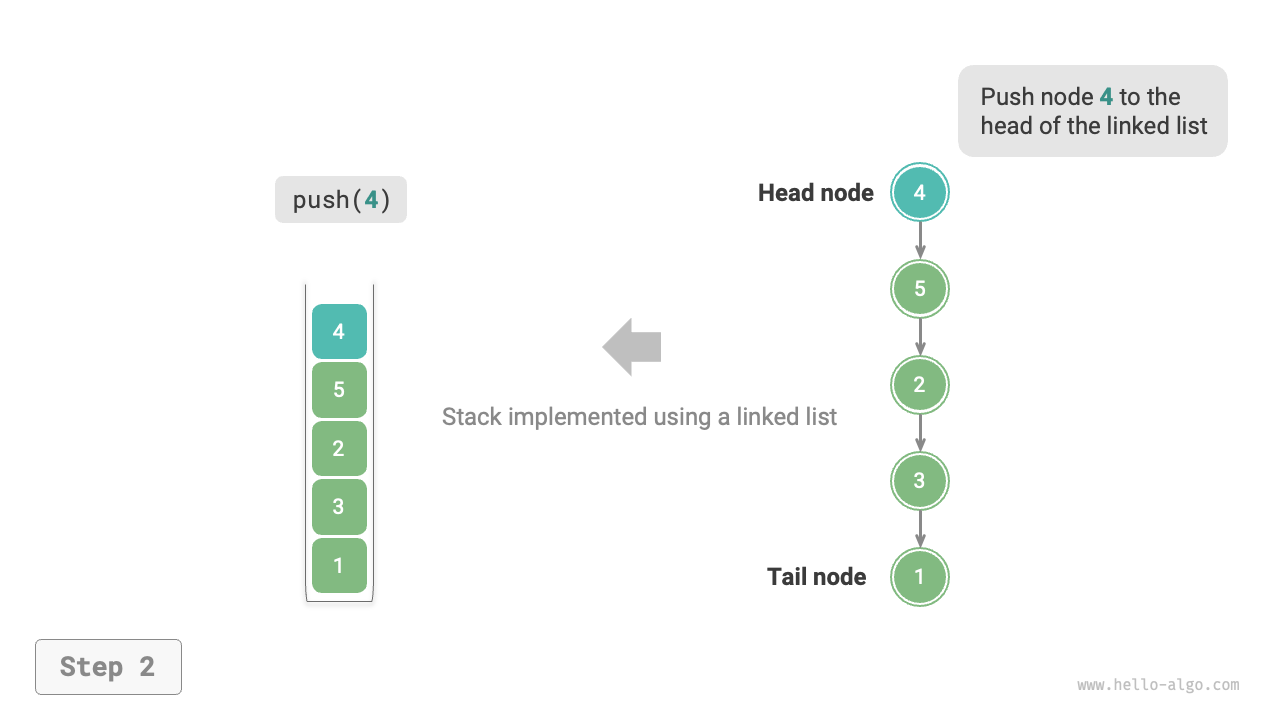 Push node 4 to the
head of the linked list
push(4)
Head node
4
5
2
3
1
Tail node
4
5
2
3
1
Stack implemented using a linked list
Step 2
www.hello-algo.com